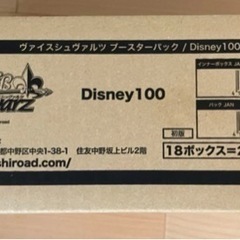 ヴァイスシュヴァルツ ブースターパック / Disney100
Disney100
インナーボックス JAN
パック JAN
初版
都中野区中央1-38-1 住友中野坂上ビル2階
shiroad.com/
18ボックス=2